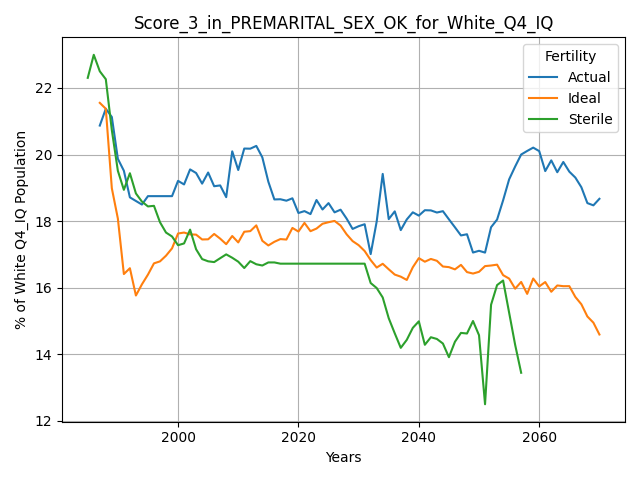 Score_3_in_PREMARITAL_SEX_OK_for_White_Q4_IQ
Fertility
Actual
Ideal
Sterile
% of White Q4_IQ Population
22
20
18
16
14
12
2000 2020 2040 2060
Years